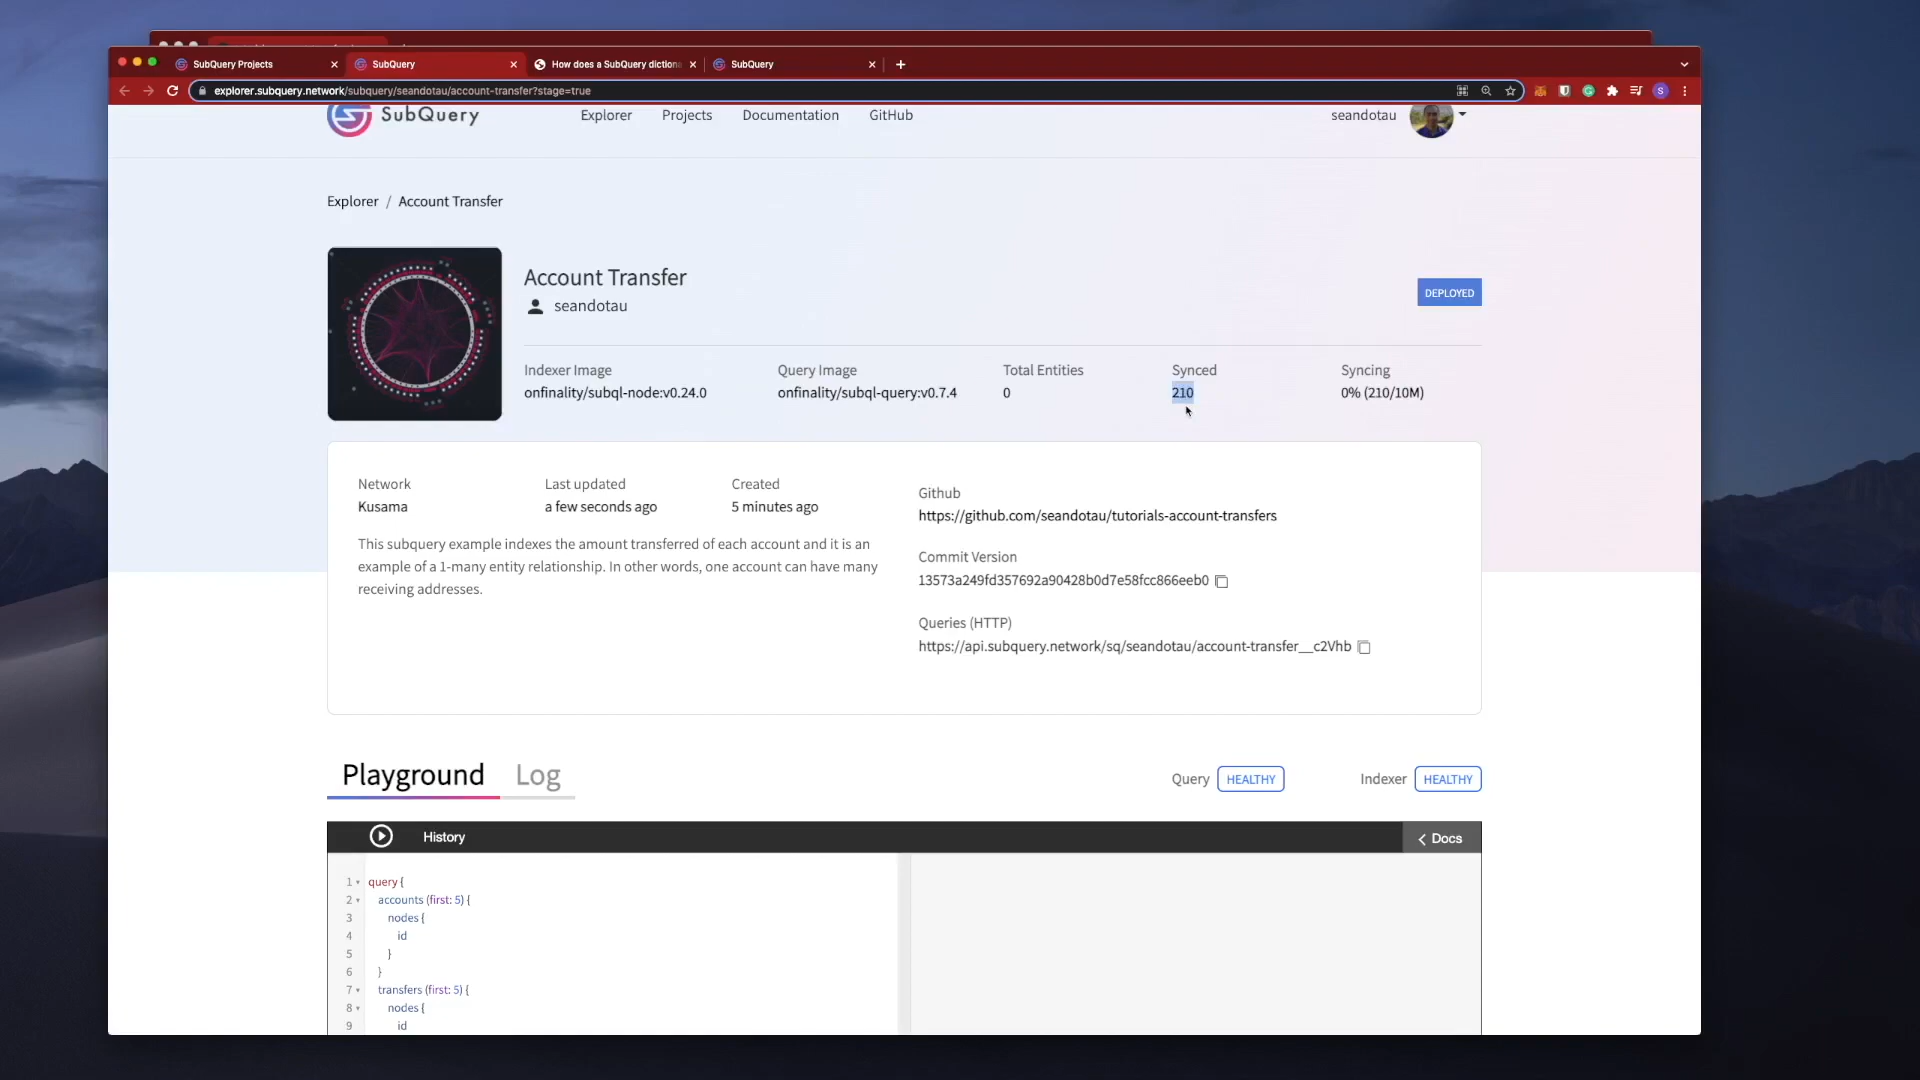 SubQuery Projects
SubQuery
How does a SubQuery dictiona
SubQuery
explorer.subquery.network/subquery/seandotau/account-transfer?stage=true
S
SubQuery
Explorer
Projects
Documentation
GitHub
seandotau
Explorer / Account Transfer
Account Transfer
seandotau
DEPLOYED
Indexer Image
onfinality/subql-node:v0.24.0
Query Image
onfinality/subql-query:v0.7.4
Total Entities
0
Synced
210
Syncing
0% (210/10M)
Network
Kusama
Last updated
a few seconds ago
Created
5 minutes ago
This subquery example indexes the amount transferred of each account and it is an
example of a 1-many entity relationship. In other words, one account can have many
receiving addresses.
Github
https://github.com/seandotau/tutorials-account-transfers
Commit Version
13573a249fd357692a90428b0d7e58fcc866eeb0
Queries (HTTP)
https://api.subquery.network/sq/seandotau/account-transfer__c2Vhb
Playground
Log
Query HEALTHY
Indexer HEALTHY
History
Docs
1 query {
2 accounts (first: 5) {
3 nodes {
4 id
5 }
6 }
7 transfers (first: 5) {
8 nodes {
9 id